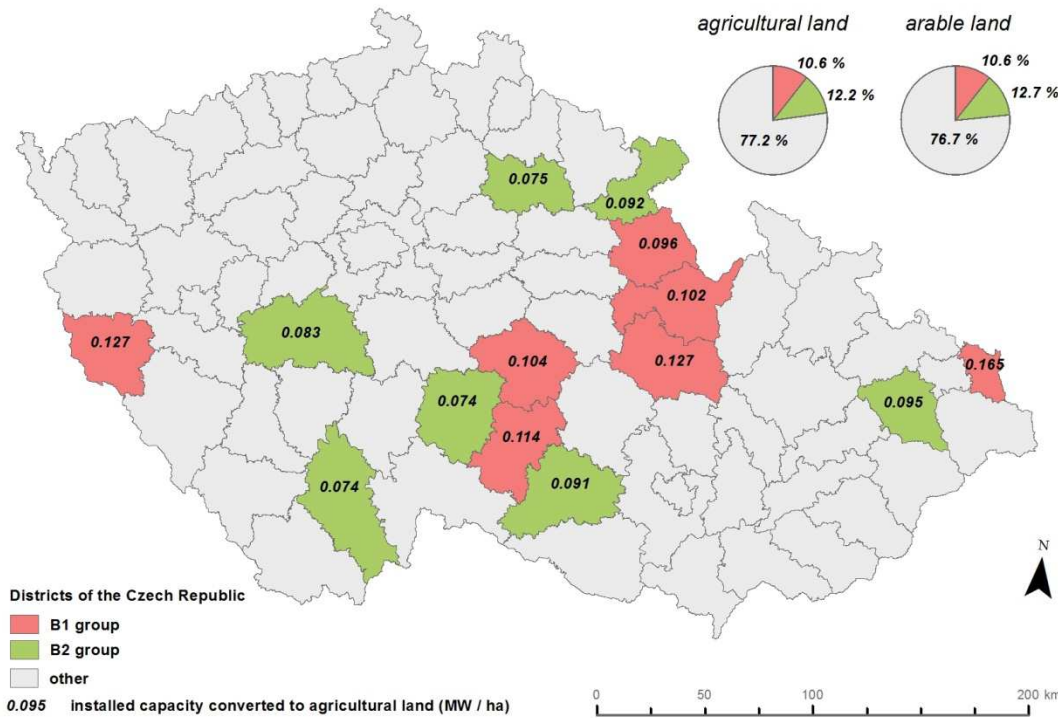 agricultural land arable land
10.6 % 10.6 %
12.2 % 12.7 %
77.2 % 76.7 %
0.075
0.092
0.096
0.102
0.127
0.083
0.104
0.127
0.165
0.074
0.095
0.114
0.074
0.091
N
Districts of the Czech Republic
B1 group
B2 group
other
0.095 installed capacity converted to agricultural land (MW / ha)
0 50 100 200 km